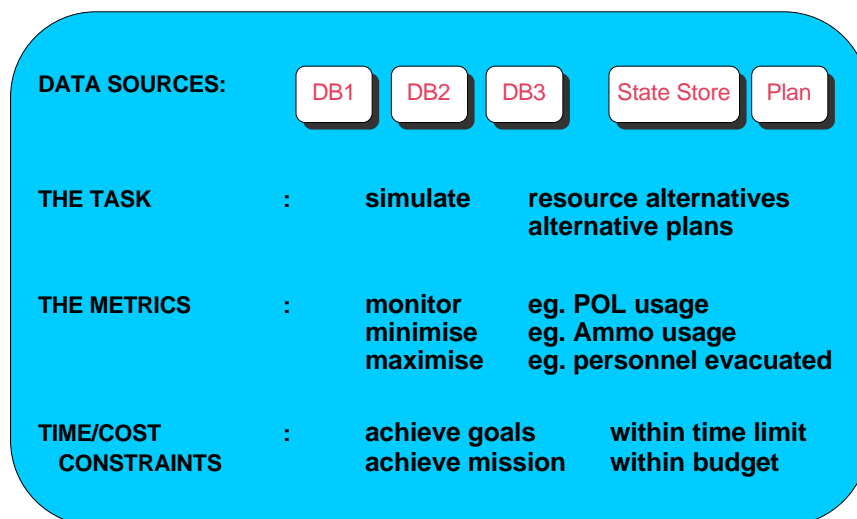 DATA SOURCES: DB1 DB2 DB3 State Store Plan
THE TASK : simulate resource alternatives
alternative plans
THE METRICS : monitor eg. POL usage
minimise eg. Ammo usage
maximise eg. personnel evacuated
TIME/COST : achieve goals within time limit
CONSTRAINTS achieve mission within budget